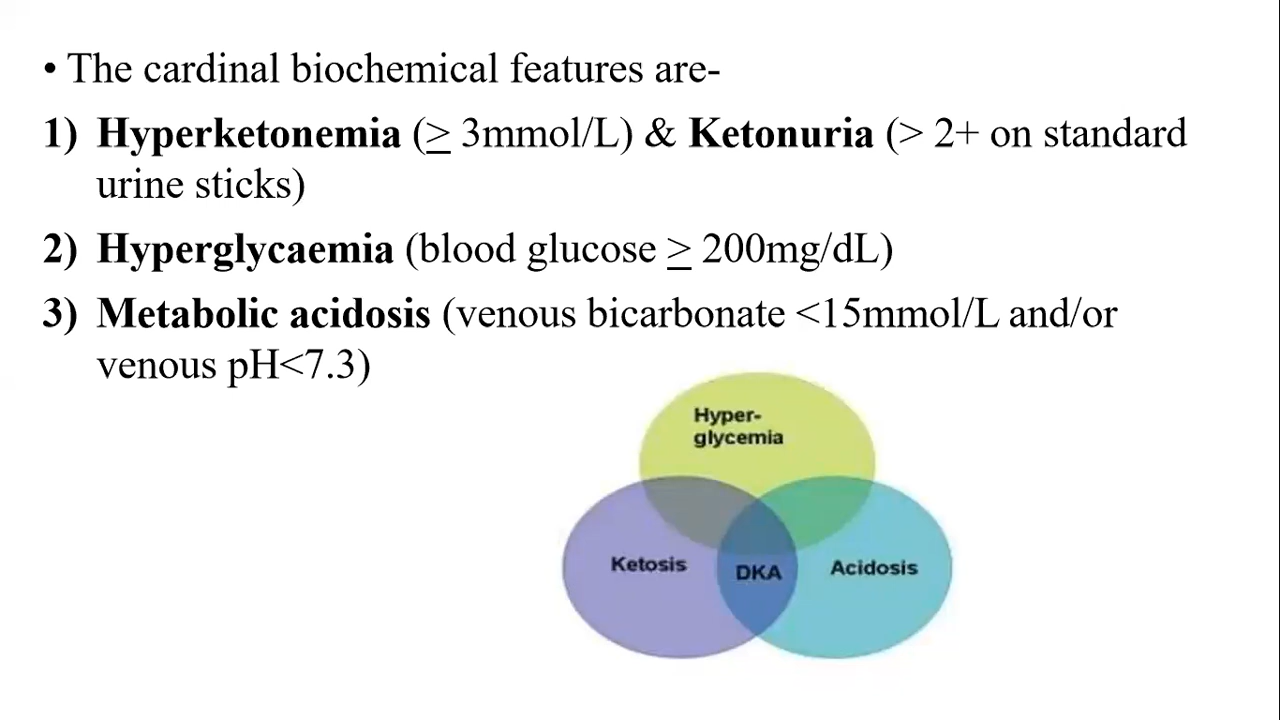 • The cardinal biochemical features are-
1) Hyperketonemia (≥ 3mmol/L) & Ketonuria (> 2+ on standard
urine sticks)
2) Hyperglycaemia (blood glucose ≥ 200mg/dL)
3) Metabolic acidosis (venous bicarbonate <15mmol/L and/or
venous pH<7.3)
Hyper-
glycemia
Ketosis
DKA
Acidosis